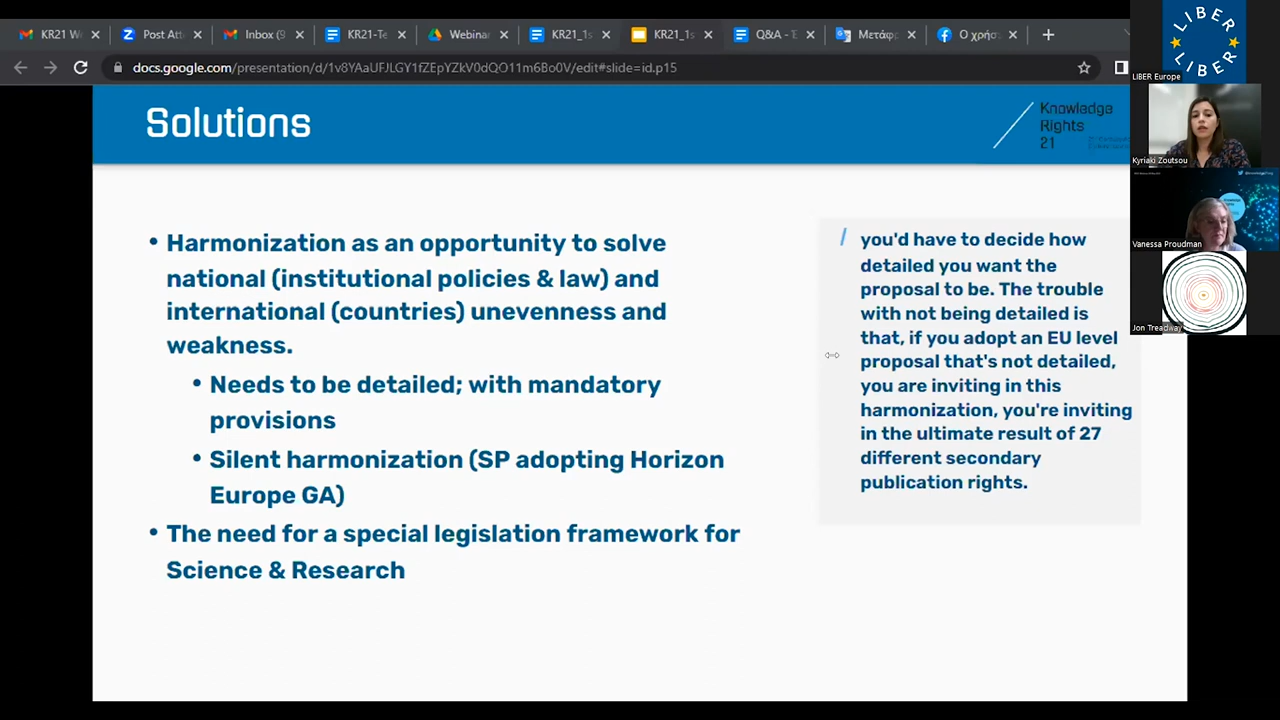 KR21 W
Post Att
Inbox (9
KR21-Te
Webinar
KR21_1s
KR21_1s
Q&A - E
Μετάφ
Ο χρήσ
docs.google.com/presentation/d/1v8YAaUFJLGY1fZEpYZkV0dQO11m6Bo0V/edit#slide=id.p15
LIBER
LIBER
LIBER Europe
Kyriaki Zoutsou
Vanessa Proudman
Jon Treadway
Solutions
Knowledge
Rights
21
• Harmonization as an opportunity to solve
national (institutional policies & law) and
international (countries) unevenness and
weakness.
• Needs to be detailed; with mandatory
provisions
• Silent harmonization (SP adopting Horizon
Europe GA)
• The need for a special legislation framework for
Science & Research
/ you'd have to decide how
detailed you want the
proposal to be. The trouble
with not being detailed is
that, if you adopt an EU level
proposal that's not detailed,
you are inviting in this
harmonization, you're inviting
in the ultimate result of 27
different secondary
publication rights.